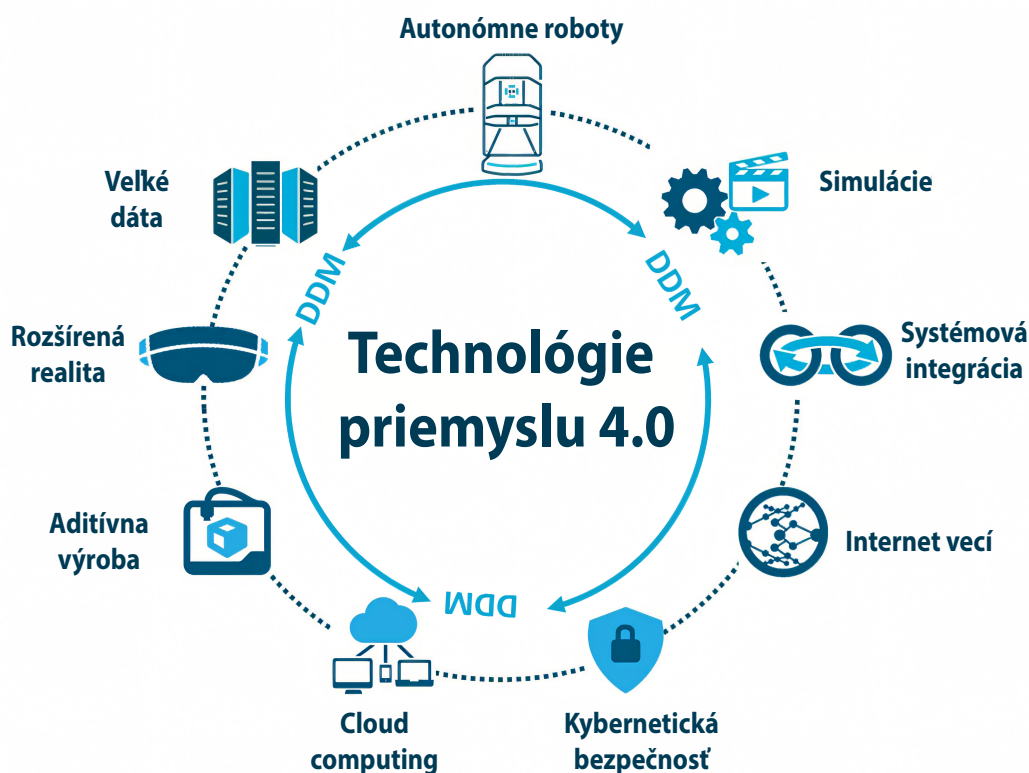 Autonómne roboty
Veľké
dáta
Simulácie
DDM
DDM
Rozšírená
realita
Technológie
priemyslu 4.0
Systémová
integrácia
Aditívna
výroba
Internet vecí
DDM
Cloud
computing
Kybernetická
bezpečnosť